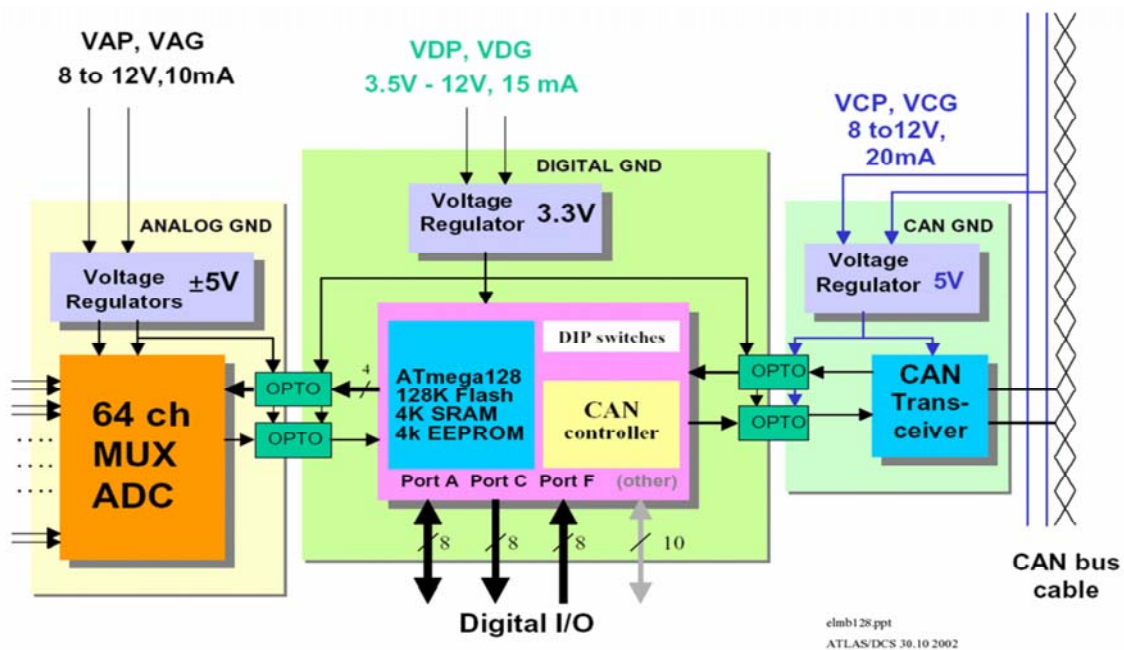 VAP, VAG
8 to 12V,10mA
VDP, VDG
3.5V - 12V, 15 mA
VCP, VCG
8 to12V,
20mA
ANALOG GND
Voltage
Regulators
±5V
DIGITAL GND
Voltage
Regulator
3.3V
CAN GND
Voltage
Regulator
5V
64 ch
MUX
ADC
OPTO
OPTO
4
ATmega128
128K Flash
4K SRAM
4k EEPROM
DIP switches
CAN
controller
Port A Port C Port F (other)
OPTO
OPTO
CAN
Trans-
ceiver
8 8 8 10
Digital I/O
CAN bus
cable
elmb128.ppt
ATLAS/DCS 30.10 2002